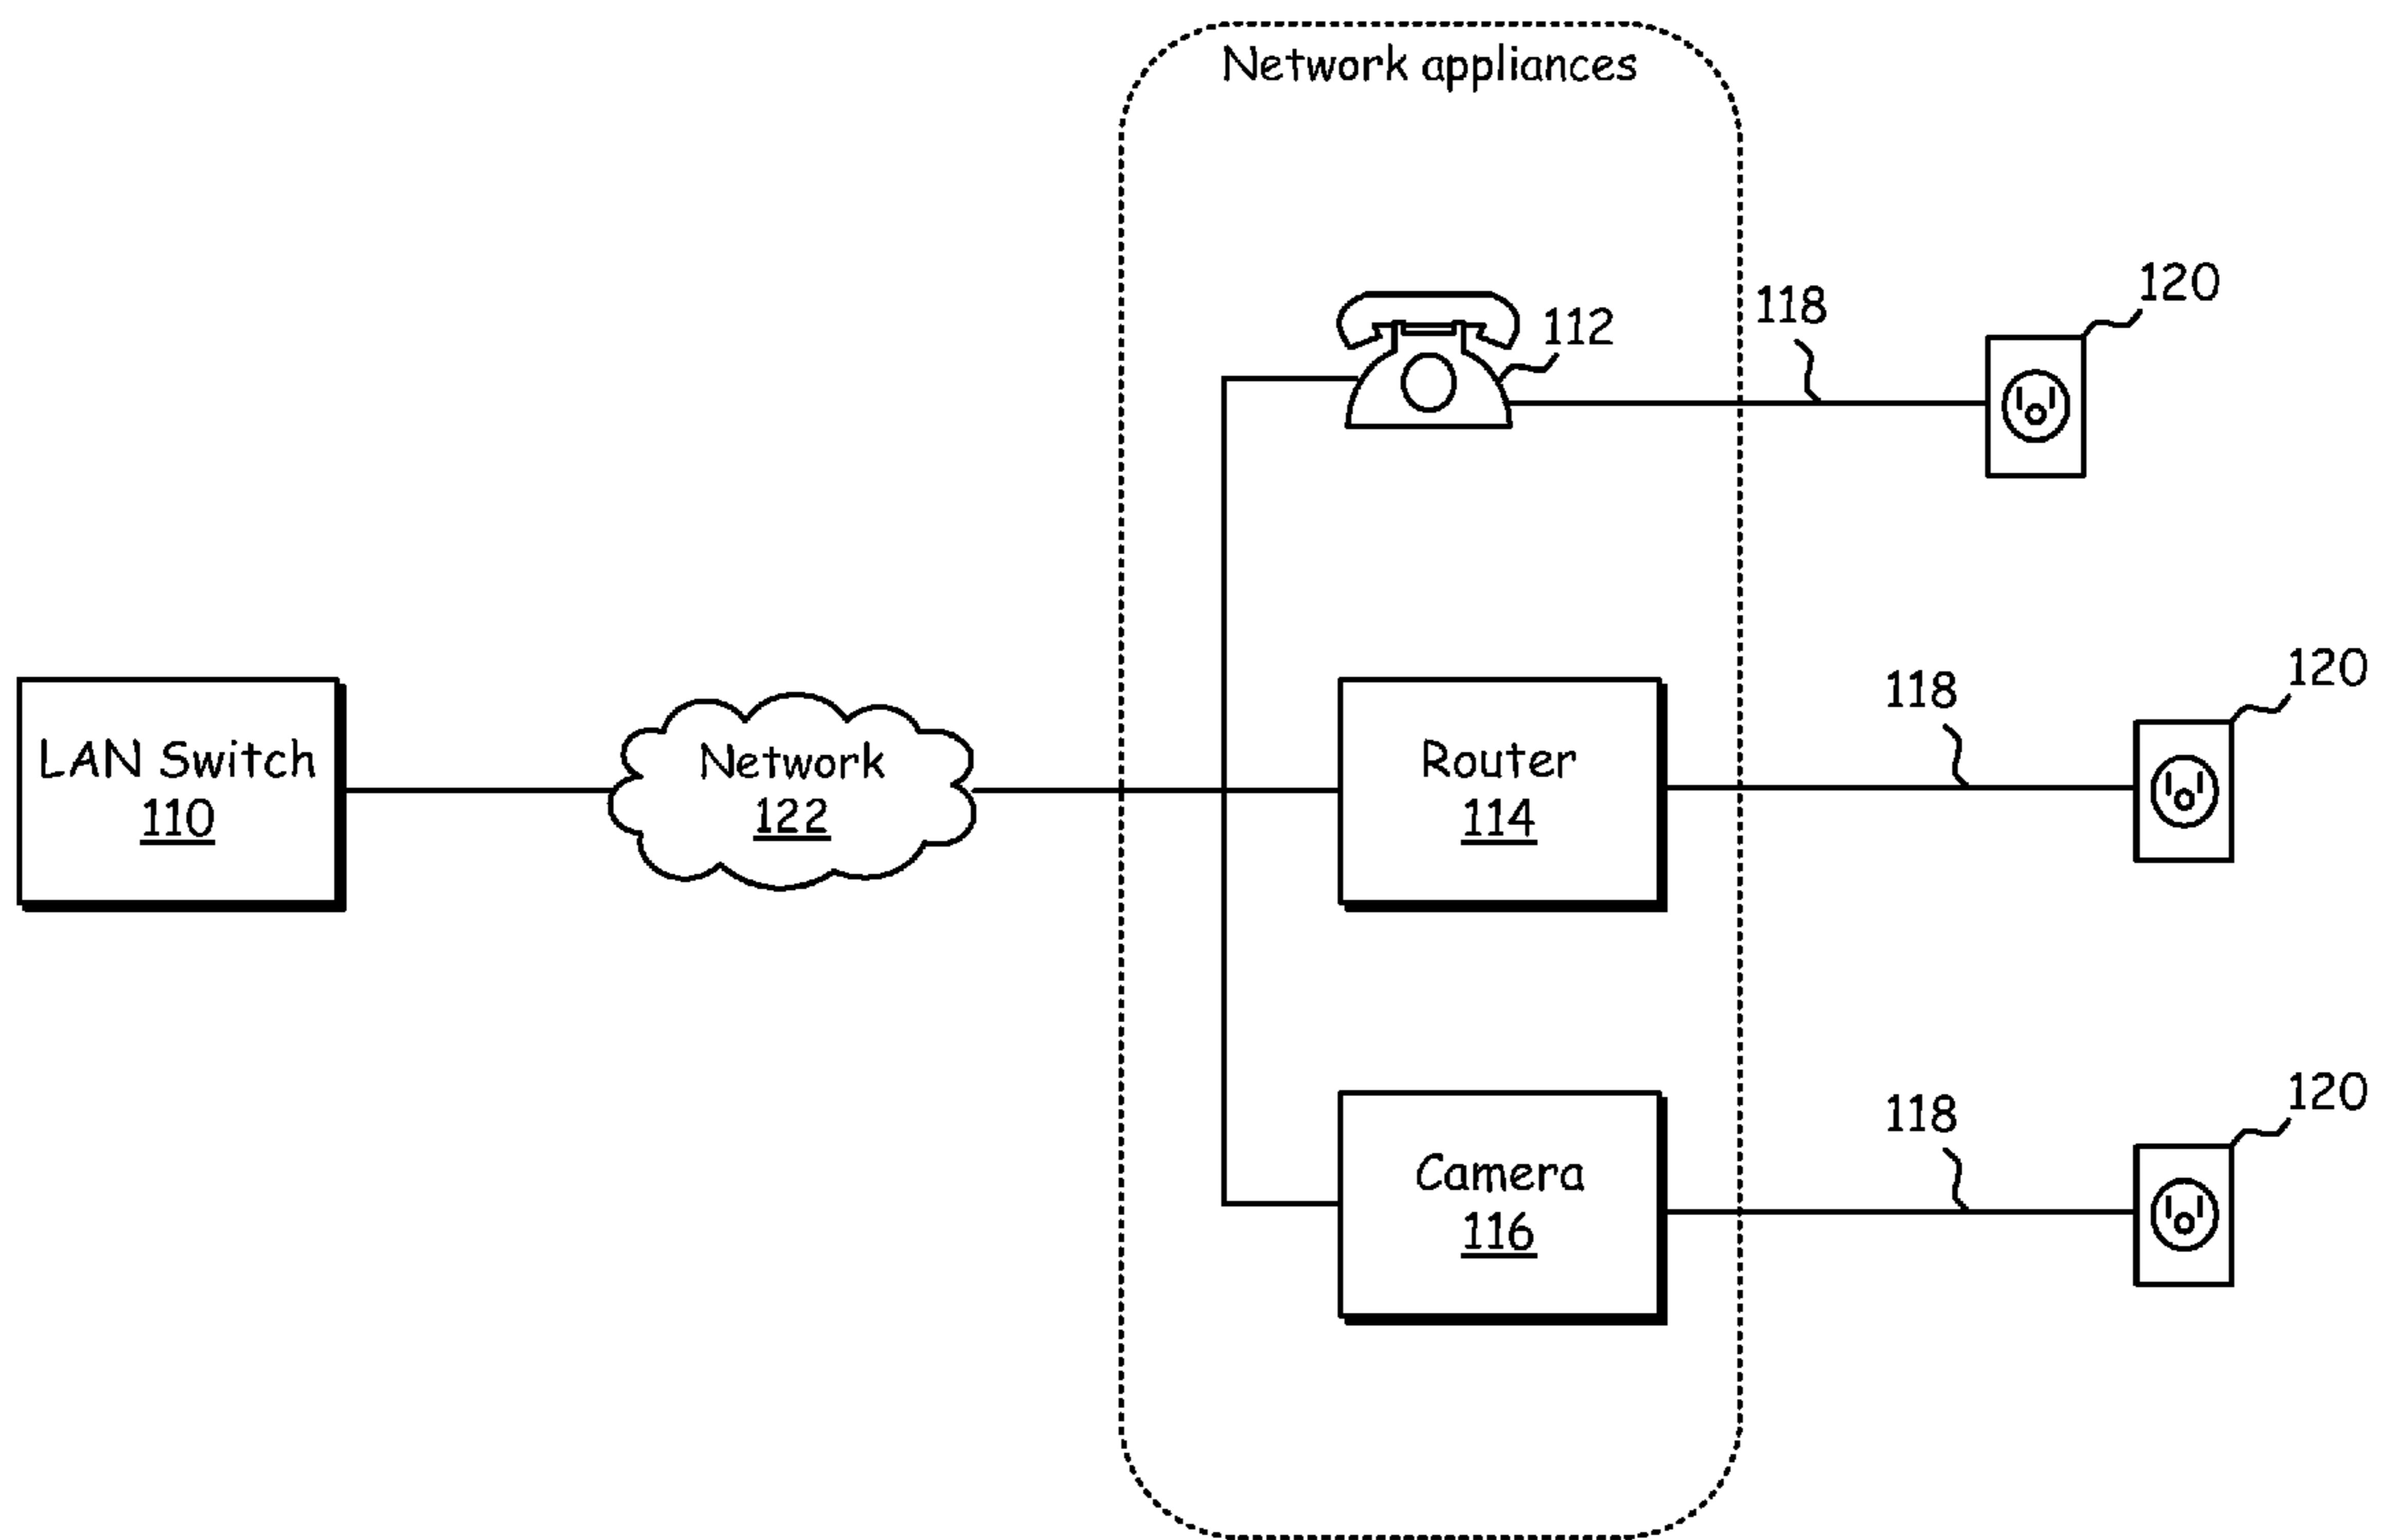 Network appliances
120
118
112
120
118
LAN Switch
110
Network
122
Router
114
120
118
Camera
116